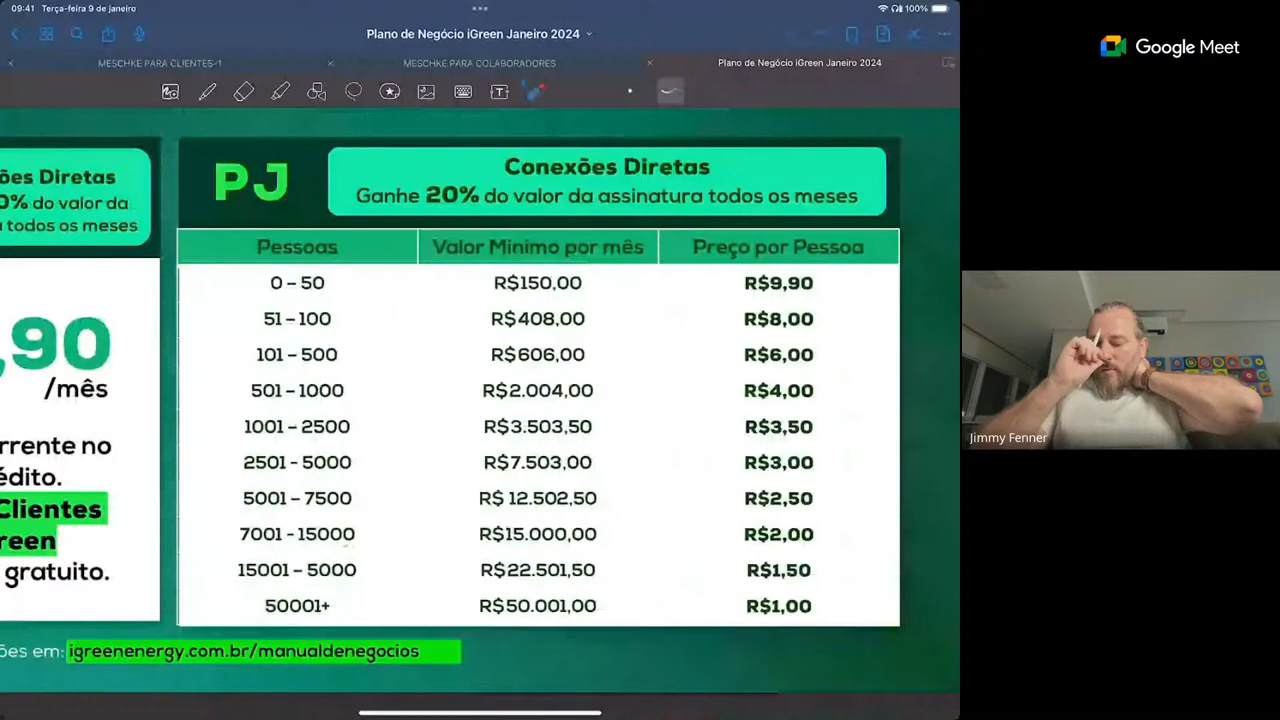 09:41 Terça-feira 9 de janeiro
100%
Plano de Negócio iGreen Janeiro 2024
MESCHKE PARA CLIENTES-1
MESCHKE PARA COLABORADORES
Plano de Negócio iGreen Janeiro 2024
Google Meet
ões Diretas
0% do valor da
a todos os meses
,90
/mês
rrente no
édito.
Clientes
reen
gratuito.
PJ
Conexões Diretas
Ganhe 20% do valor da assinatura todos os meses
Pessoas Valor Minimo por mês Preço por Pessoa
0 – 50 R$150,00 R$9,90
51 – 100 R$408,00 R$8,00
101 – 500 R$606,00 R$6,00
501 – 1000 R$2.004,00 R$4,00
1001 – 2500 R$3.503,50 R$3,50
2501 – 5000 R$7.503,00 R$3,00
5001 – 7500 R$ 12.502,50 R$2,50
7001 – 15000 R$15.000,00 R$2,00
15001 – 5000 R$22.501,50 R$1,50
50001+ R$50.001,00 R$1,00
ões em: igreenenergy.com.br/manualdenegocios
Jimmy Fenner